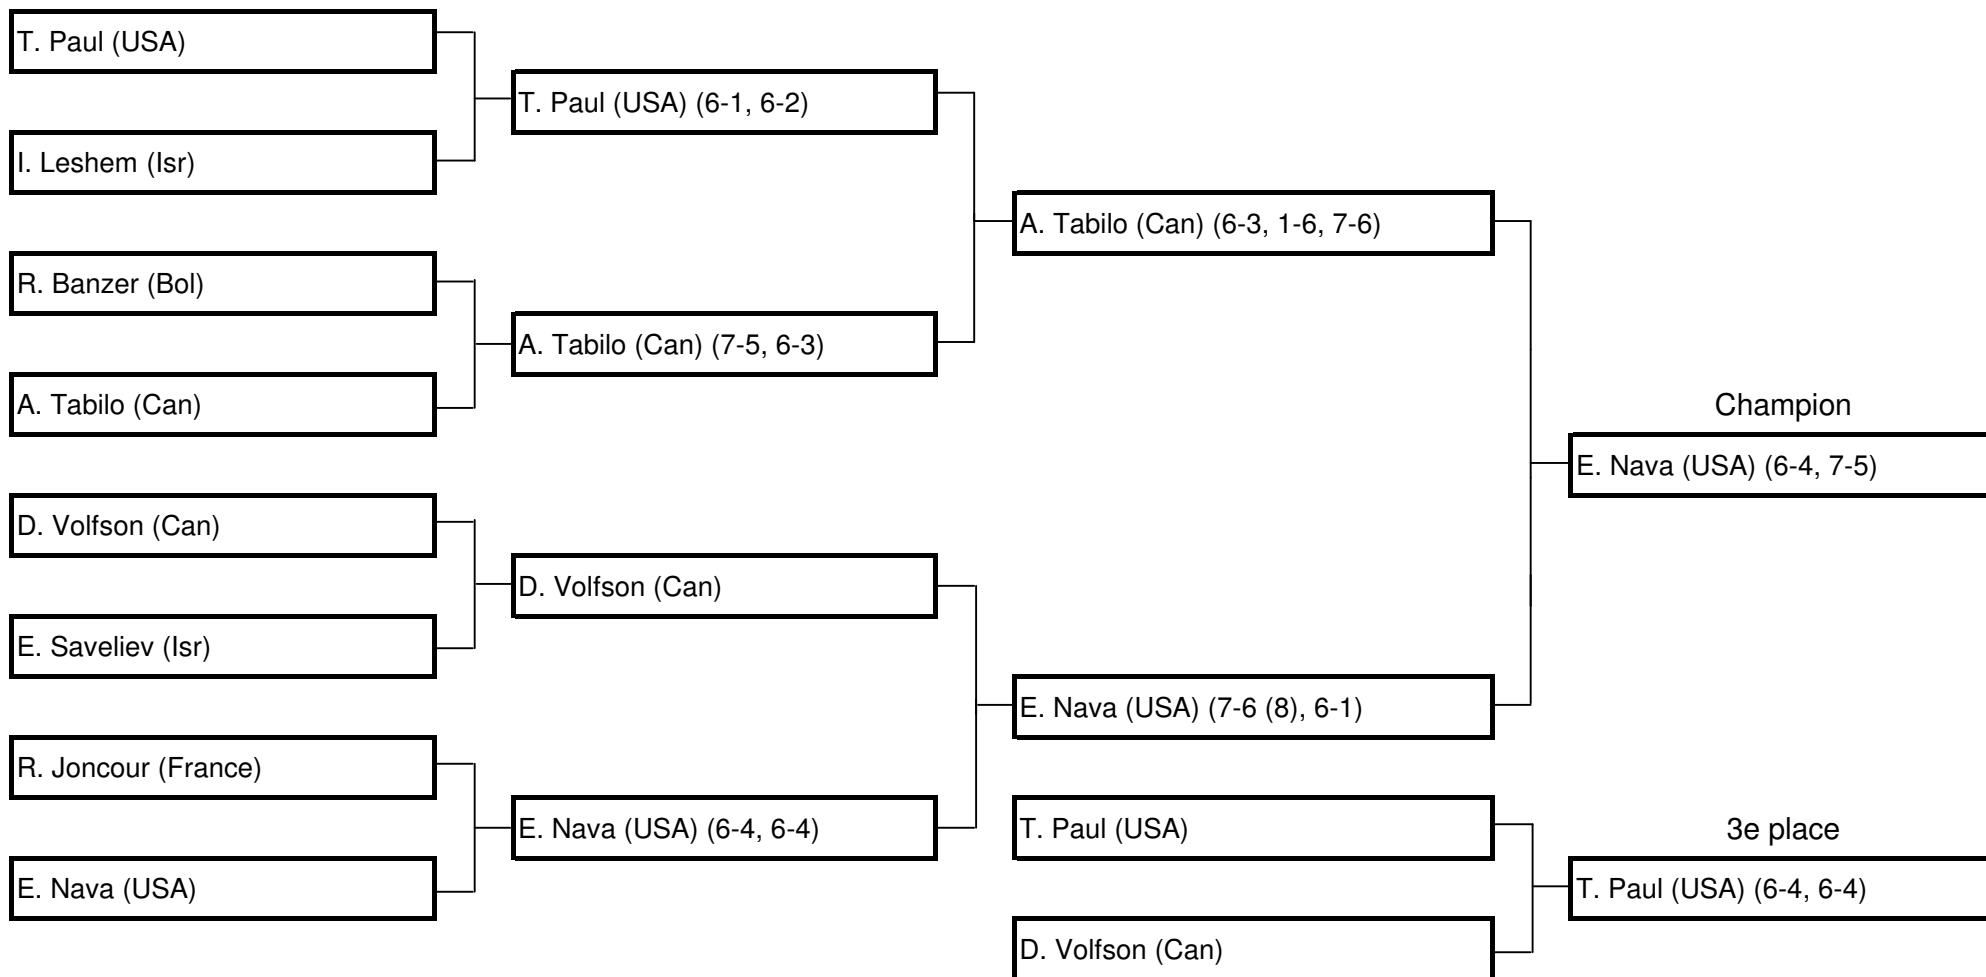 T. Paul (USA)
I. Leshem (Isr)
R. Banzer (Bol)
A. Tabilo (Can)
D. Volfson (Can)
E. Saveliev (Isr)
R. Joncour (France)
E. Nava (USA)
T. Paul (USA) (6-1, 6-2)
A. Tabilo (Can) (7-5, 6-3)
D. Volfson (Can)
E. Nava (USA) (6-4, 6-4)
A. Tabilo (Can) (6-3, 1-6, 7-6)
E. Nava (USA) (7-6 (8), 6-1)
T. Paul (USA)
D. Volfson (Can)
Champion
E. Nava (USA) (6-4, 7-5)
3e place
T. Paul (USA) (6-4, 6-4)